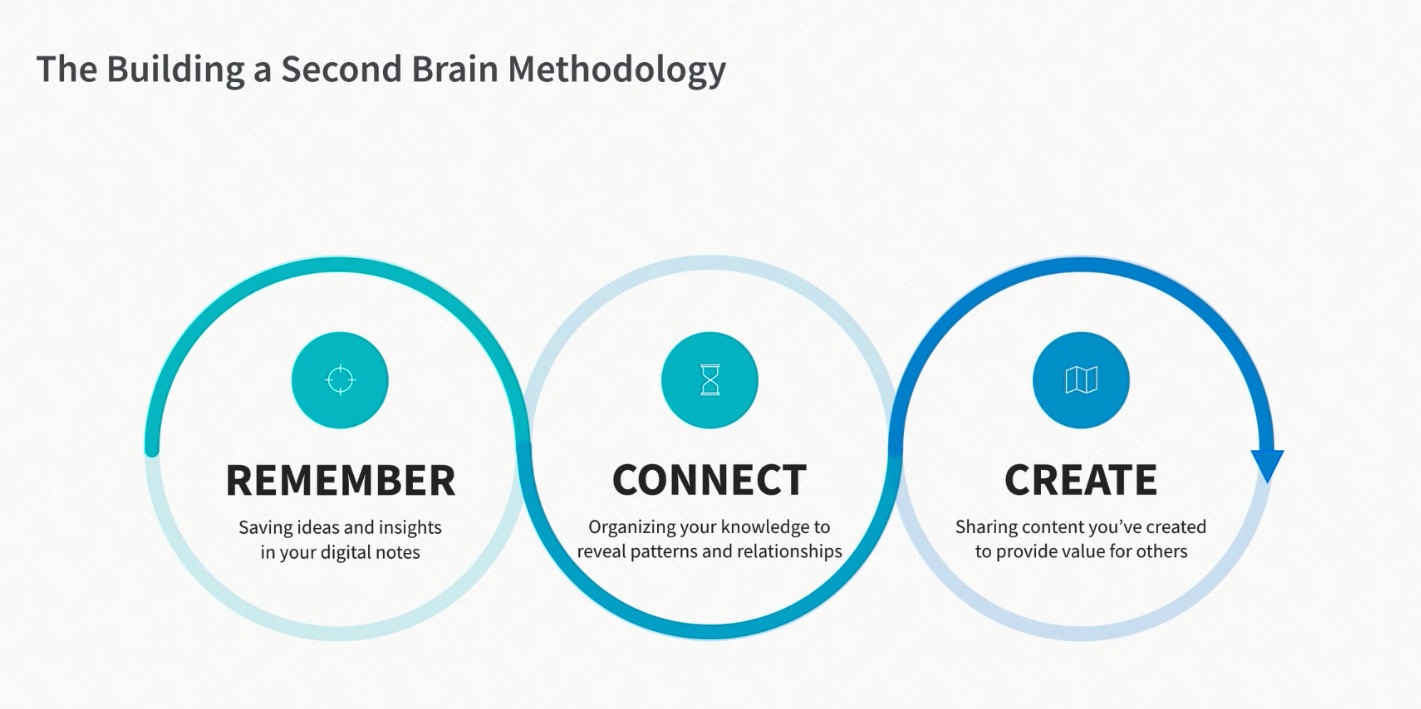 The Building a Second Brain Methodology
REMEMBER
Saving ideas and insights
in your digital notes
CONNECT
Organizing your knowledge to
reveal patterns and relationships
CREATE
Sharing content you’ve created
to provide value for others